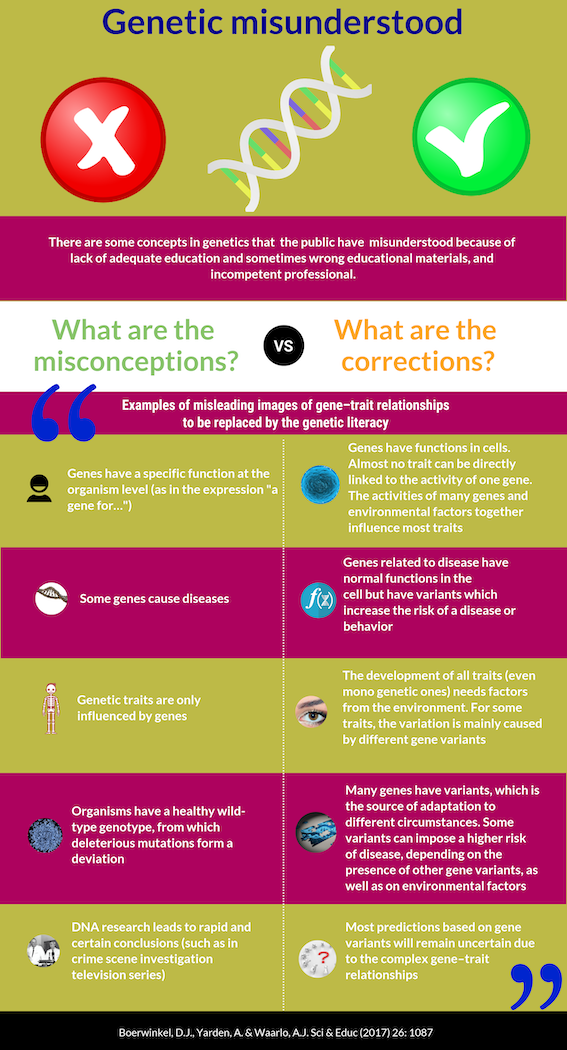 Genetic misunderstood
There are some concepts in genetics that the public have misunderstood because of
lack of adequate education and sometimes wrong educational materials, and
incompetent professional.
What are the
misconceptions?
VS
What are the
corrections?
Examples of misleading images of gene–trait relationships
to be replaced by the genetic literacy
Genes have a specific function at the
organism level (as in the expression "a
gene for…")
Genes have functions in cells.
Almost no trait can be directly
linked to the activity of one gene.
The activities of many genes and
environmental factors together
influence most traits
Some genes cause diseases
f(x)
Genes related to disease have
normal functions in the
cell but have variants which
increase the risk of a disease or
behavior
Genetic traits are only
influenced by genes
The development of all traits (even
mono genetic ones) needs factors
from the environment. For some
traits, the variation is mainly caused
by different gene variants
Organisms have a healthy wild-
type genotype, from which
deleterious mutations form a
deviation
Many genes have variants, which is
the source of adaptation to
different circumstances. Some
variants can impose a higher risk
of disease, depending on the
presence of other gene variants, as
well as on environmental factors
DNA research leads to rapid and
certain conclusions (such as in
crime scene investigation
television series)
?
Most predictions based on gene
variants will remain uncertain due
to the complex gene–trait
relationships
Boerwinkel, D.J., Yarden, A. & Waarlo, A.J. Sci & Educ (2017) 26: 1087